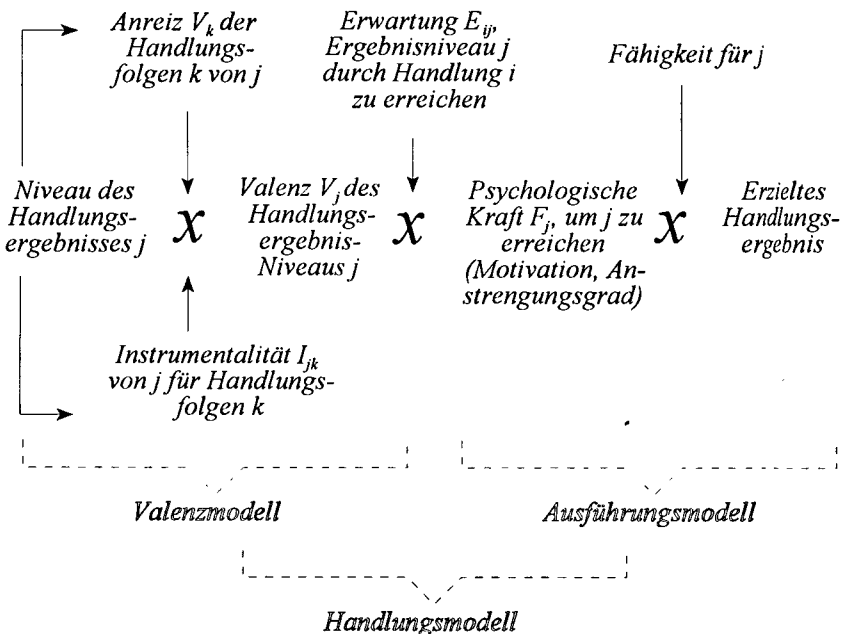 Anreiz V_k der
Handlungs-
folgen k von j
Erwartung E_ij,
Ergebnisniveau j
durch Handlung i
zu erreichen
Fähigkeit für j
Niveau des
Handlungs-
ergebnisses j
x
Valenz V_j des
Handlungs-
ergebnis-
Niveaus j
x
Psychologische
Kraft F_j, um j zu
erreichen
(Motivation, An-
strengungsgrad)
x
Erzieltes
Handlungs-
ergebnis
Instrumentalität I_jk
von j für Handlungs-
folgen k
Valenzmodell
Ausführungsmodell
Handlungsmodell